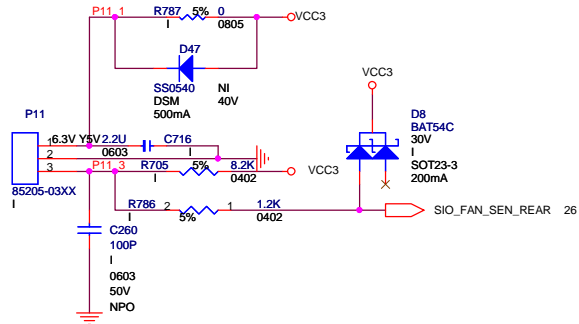 P11_1
R787 5% 0
I
0805
VCC3
D47
SS0540
NI
DSM
40V
500mA
VCC3
D8
BAT54C
30V
I
SOT23-3
200mA
P11
1 6.3V Y5V 2.2U C716
0603 I
2
3 P11_3
R705 5% 8.2K
I 0402
VCC3
85205-03XX
I
R786 2 1 1.2K
I 5% 0402
SIO_FAN_SEN_REAR 26
C260
100P
I
0603
50V
NPO